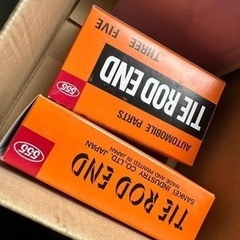 THREE FIVE
TIE ROD END
AUTOMOBILE PARTS
555
TIE ROD END
SANKEI INDUSTRY CO., LTD. JAPAN
MADE AND PRINTED IN JAPAN
555